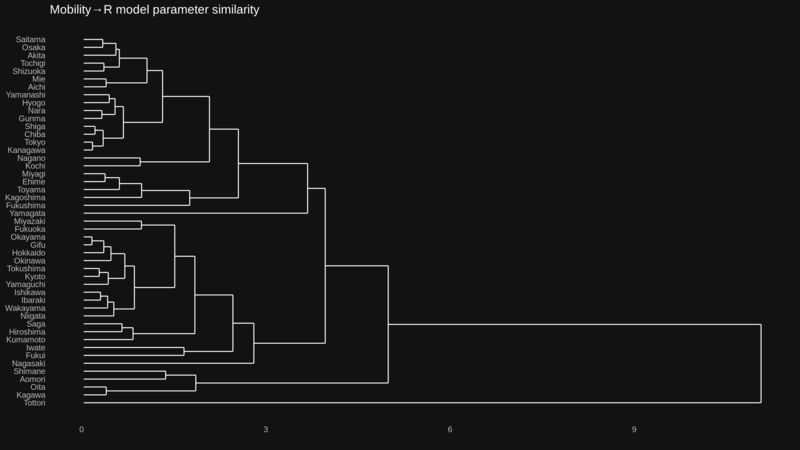 Mobility→R model parameter similarity
Saitama
Osaka
Akita
Tochigi
Shizuoka
Mie
Aichi
Yamanashi
Hyogo
Nara
Gunma
Shiga
Chiba
Tokyo
Kanagawa
Nagano
Kochi
Miyagi
Ehime
Toyama
Kagoshima
Fukushima
Yamagata
Miyazaki
Fukuoka
Okayama
Gifu
Hokkaido
Okinawa
Tokushima
Kyoto
Yamaguchi
Ishikawa
Ibaraki
Wakayama
Niigata
Saga
Hiroshima
Kumamoto
Iwate
Fukui
Nagasaki
Shimane
Aomori
Oita
Kagawa
Tottori
0 3 6 9